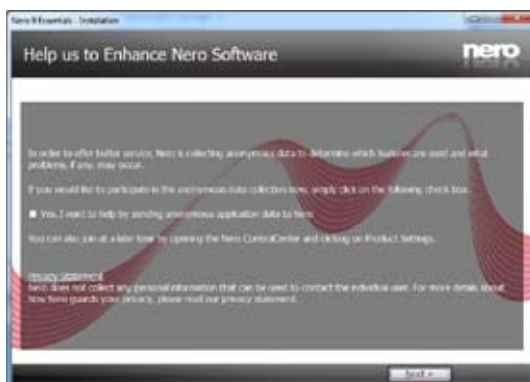 Nero 9 Essentials - Installation
Help us to Enhance Nero Software
nero
In order to offer better service, Nero is collecting anonymous data to determine which features are used and what
problems, if any, may occur.
If you would like to participate in this anonymous data collection now, simply click on the following check box.
Yes, I want to help by sending anonymous application data to Nero
You can also join at a later time by opening the Nero ControlCenter and clicking on Product Settings.
Privacy Statement
Nero does not collect any personal information that can be used to contact the individual user. For more details about
how Nero guards your privacy, please read our privacy statement.
Next >